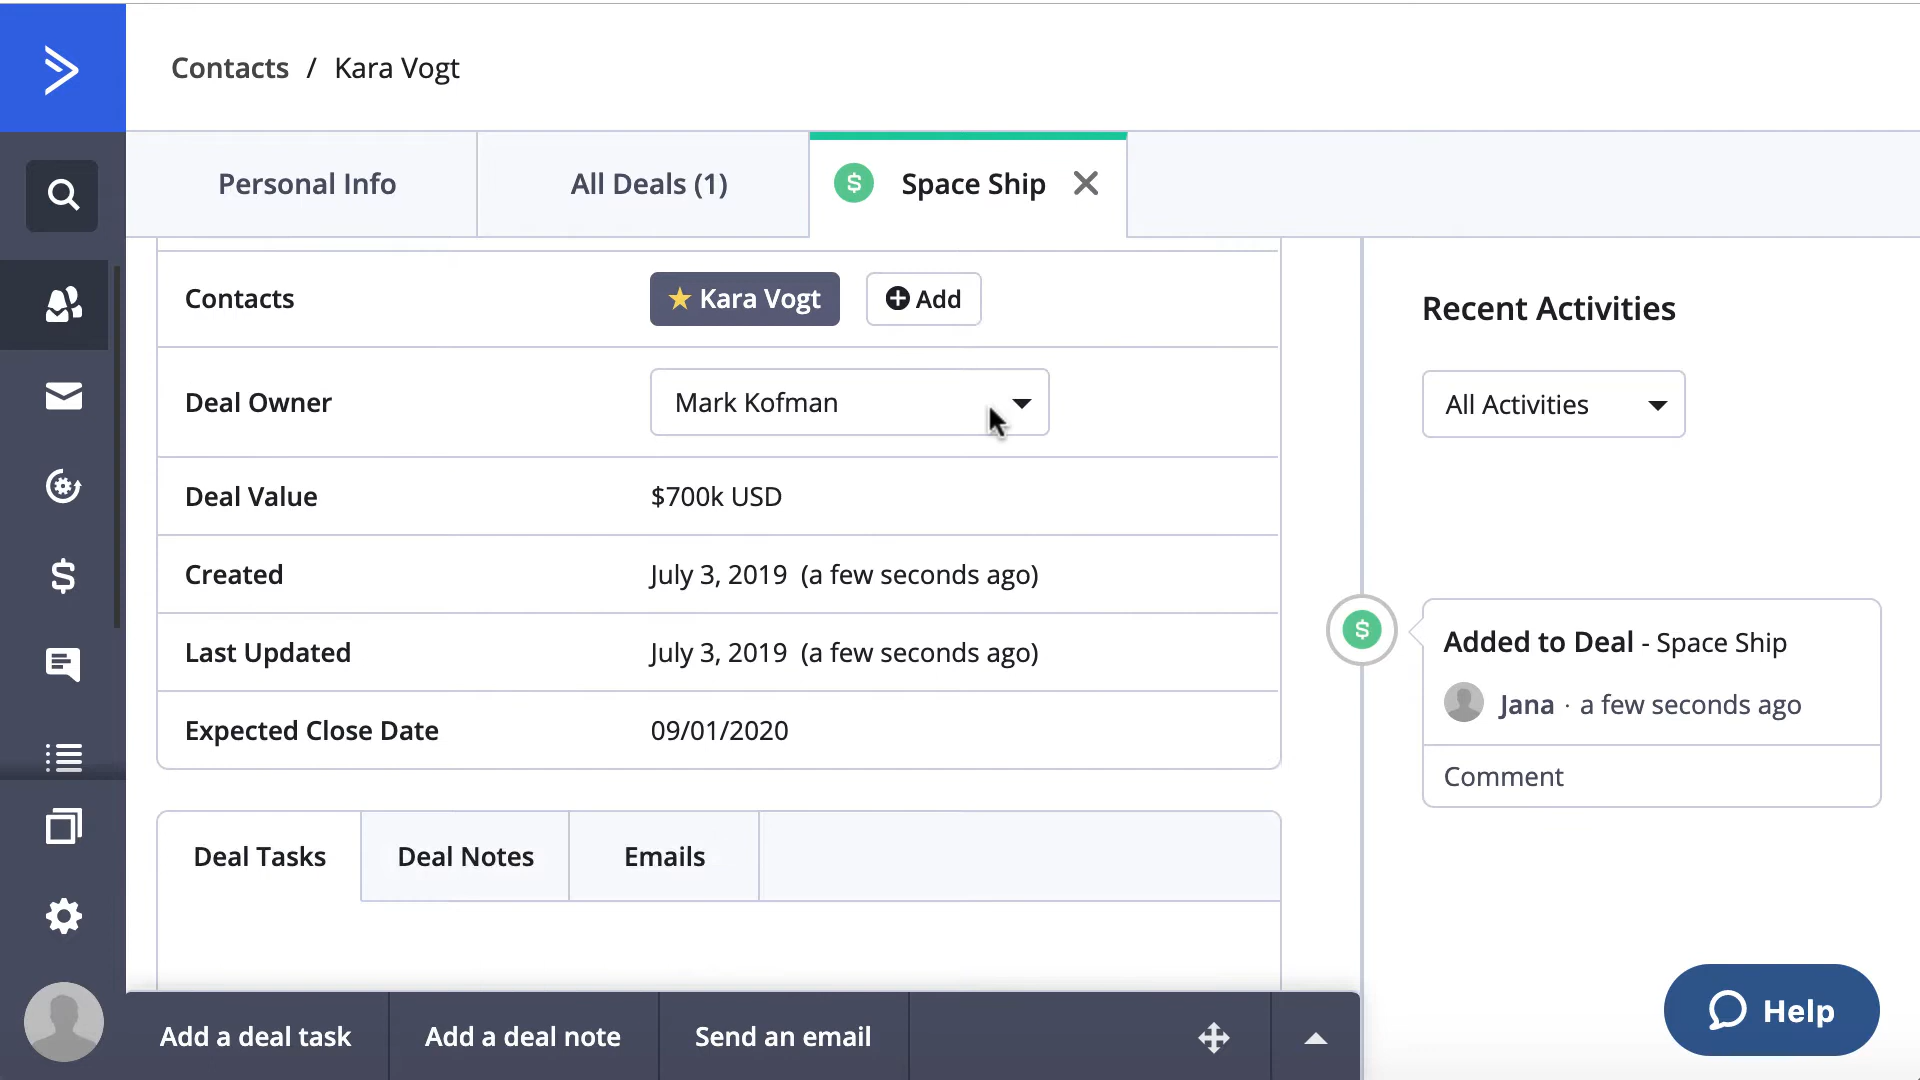 Contacts / Kara Vogt
Personal Info
All Deals (1)
$ Space Ship
Contacts
Kara Vogt
Add
Deal Owner
Mark Kofman
Deal Value
$700k USD
Created
July 3, 2019 (a few seconds ago)
Last Updated
July 3, 2019 (a few seconds ago)
Expected Close Date
09/01/2020
Deal Tasks
Deal Notes
Emails
Add a deal task
Add a deal note
Send an email
Recent Activities
All Activities
$
Added to Deal - Space Ship
Jana · a few seconds ago
Comment
Help